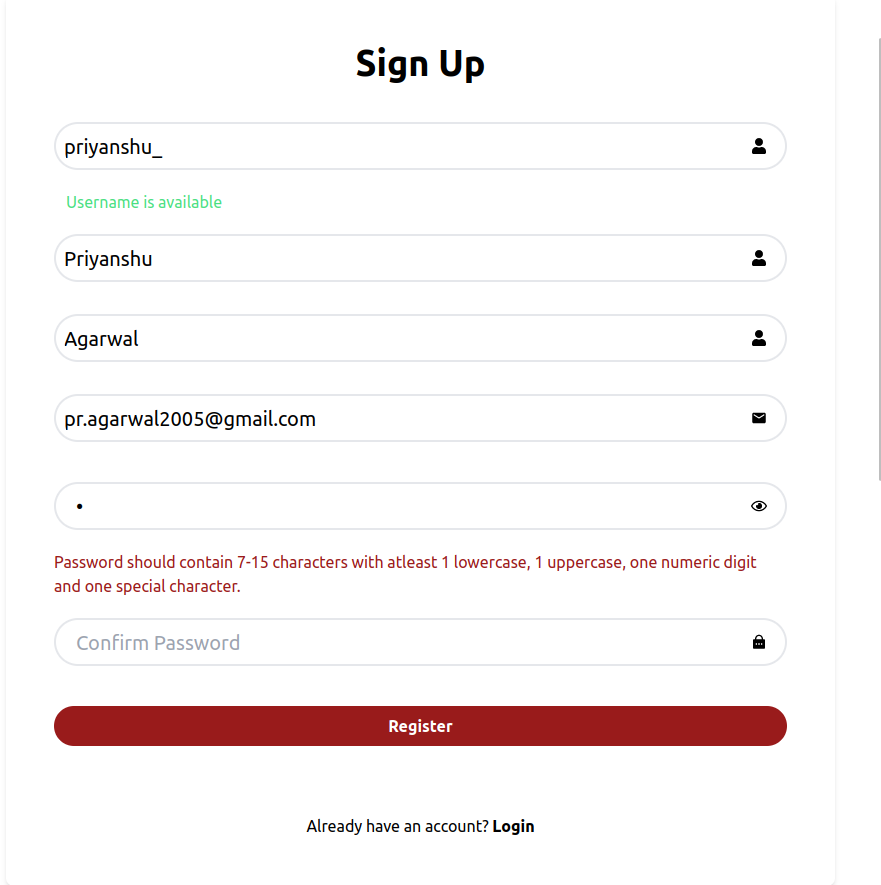 Sign Up
priyanshu_
Username is available
Priyanshu
Agarwal
pr.agarwal2005@gmail.com
•
Password should contain 7-15 characters with atleast 1 lowercase, 1 uppercase, one numeric digit
and one special character.
Confirm Password
Register
Already have an account? Login